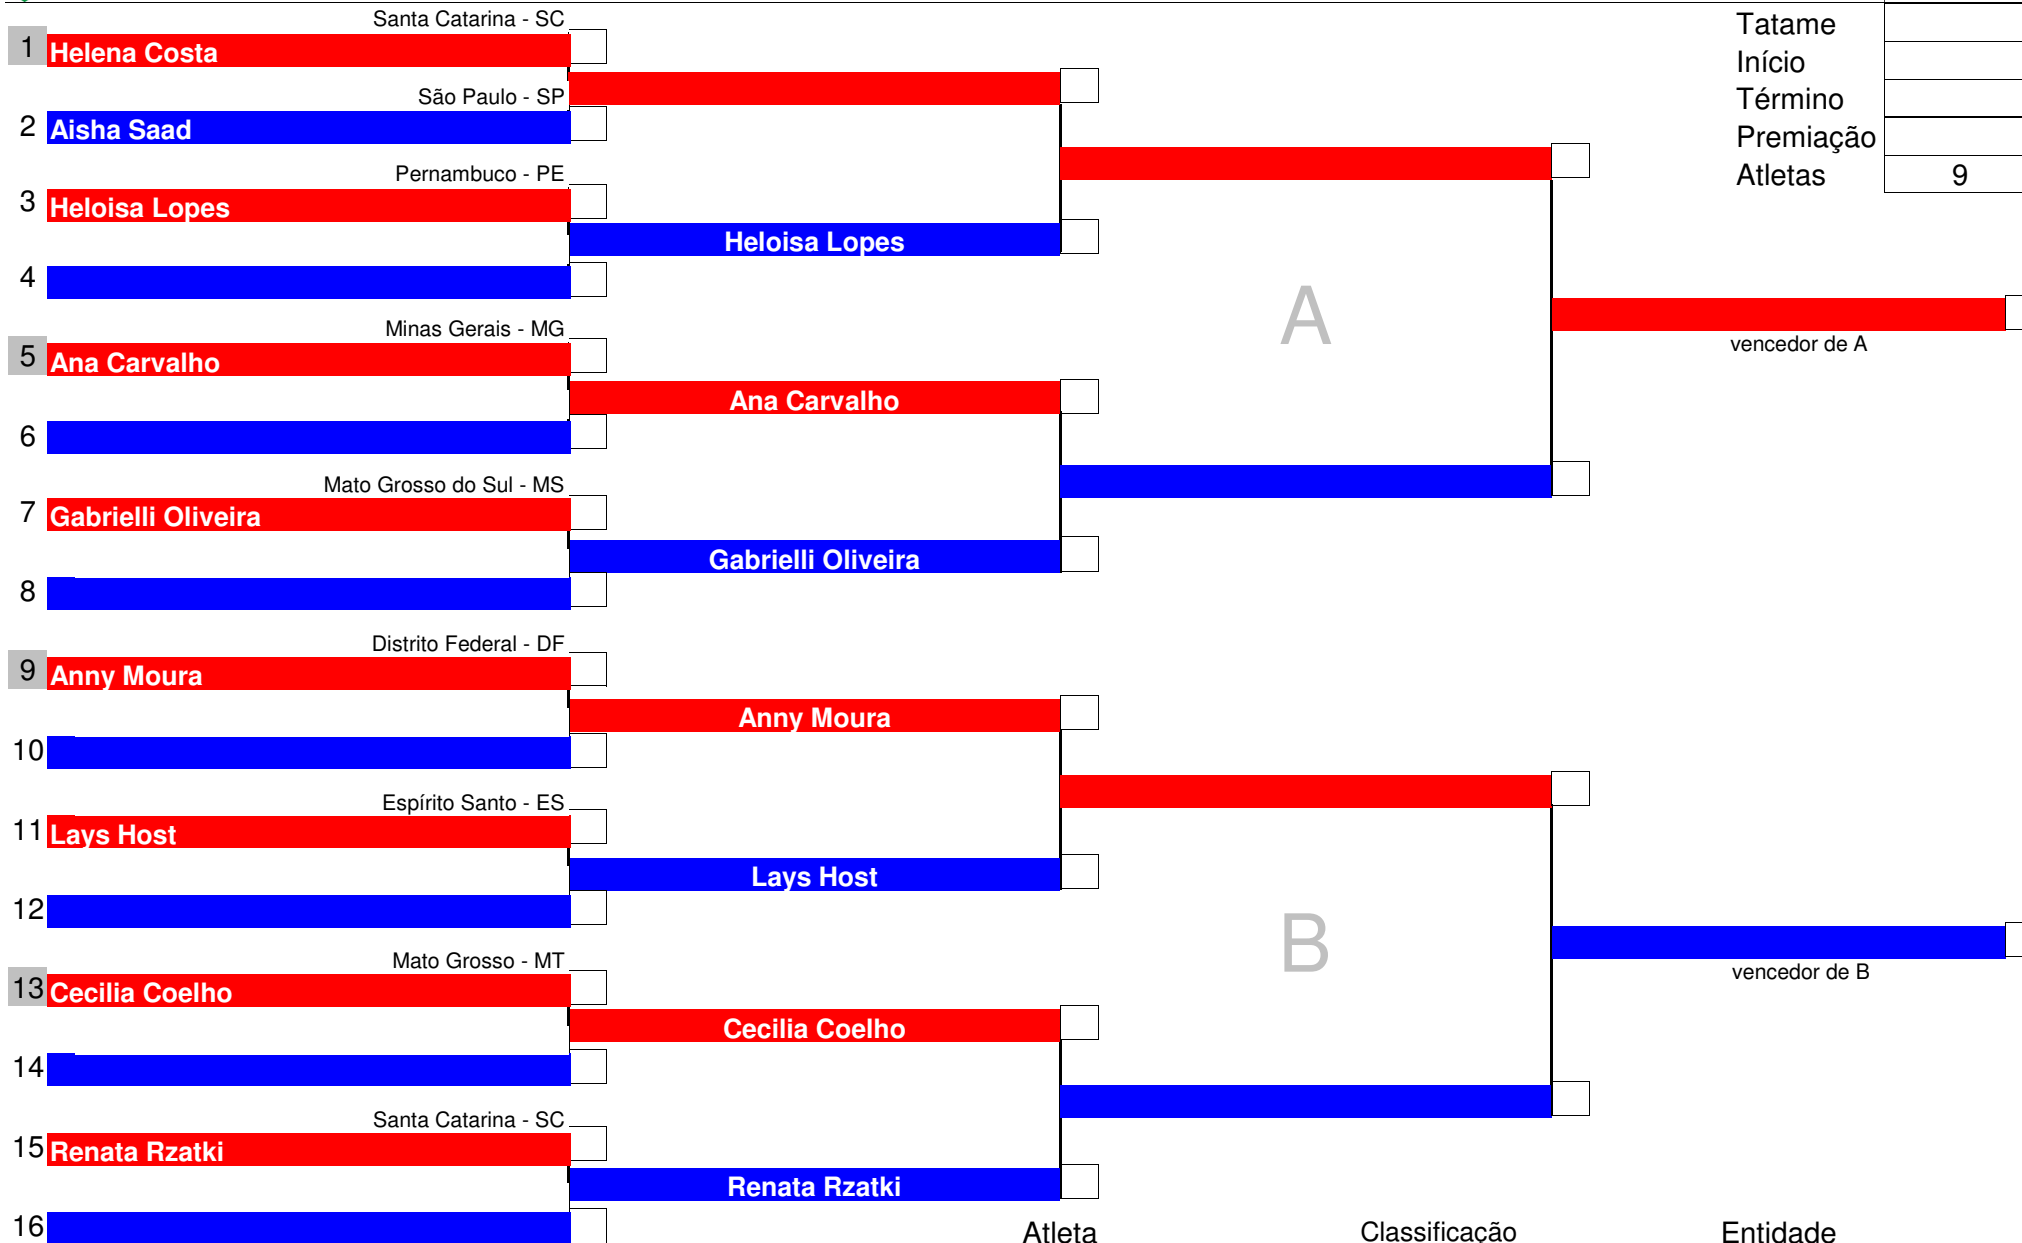 Santa Catarina - SC
1 Helena Costa
São Paulo - SP
2 Aisha Saad
Pernambuco - PE
3 Heloisa Lopes
Heloisa Lopes
4
Minas Gerais - MG
5 Ana Carvalho
Ana Carvalho
6
Mato Grosso do Sul - MS
7 Gabrielli Oliveira
Gabrielli Oliveira
8
Distrito Federal - DF
9 Anny Moura
Anny Moura
10
Espírito Santo - ES
11 Lays Host
Lays Host
12
Mato Grosso - MT
13 Cecilia Coelho
Cecilia Coelho
14
Santa Catarina - SC
15 Renata Rzatki
Renata Rzatki
16
A
B
Tatame
Início
Término
Premiação
Atletas 9
vencedor de A
vencedor de B
Atleta Classificação Entidade